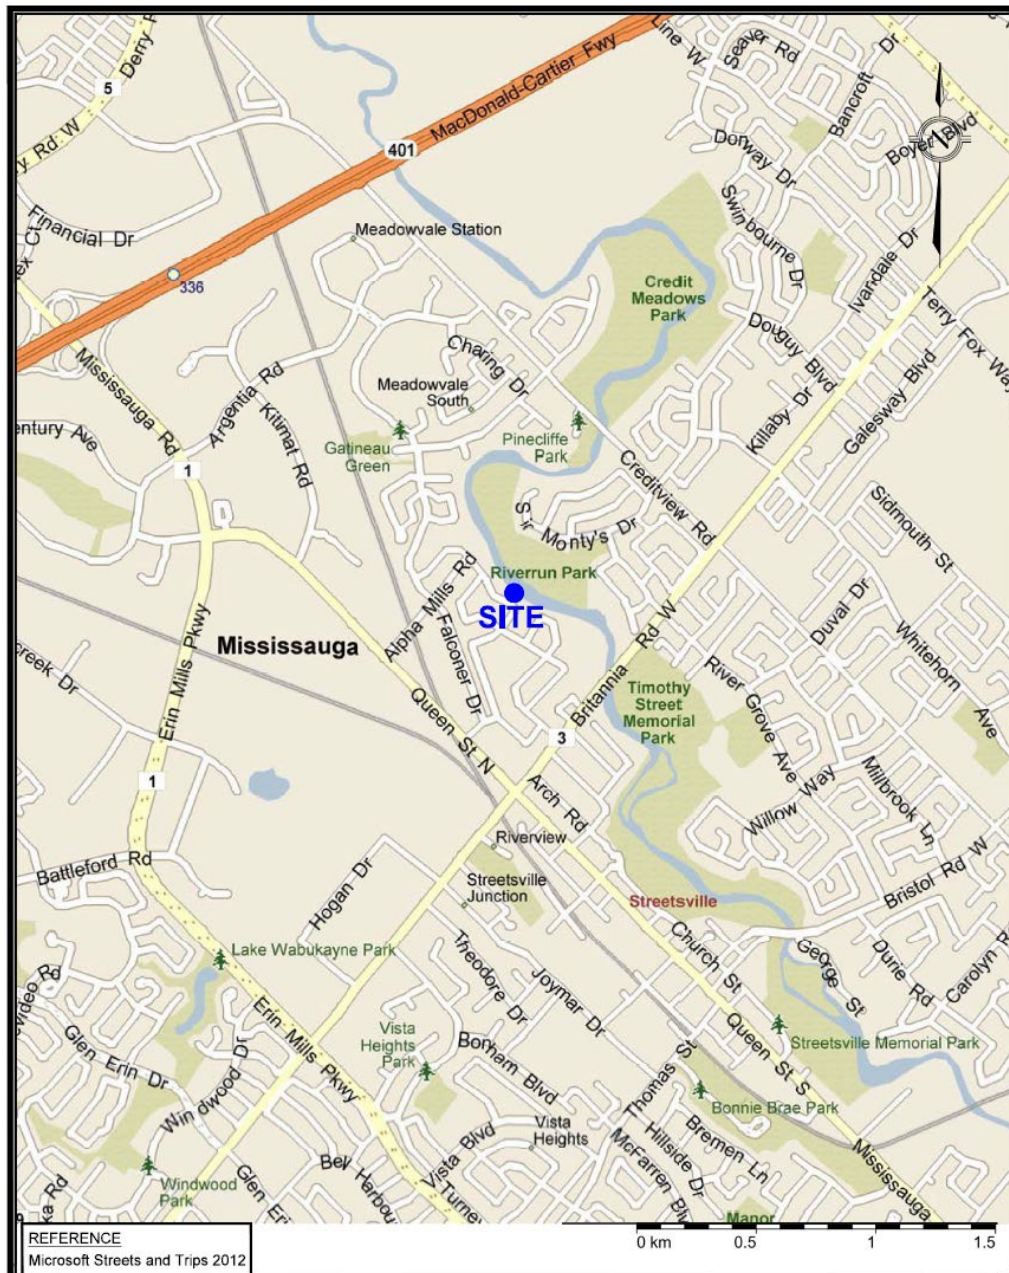 Line W
Seaver Rd
Bancroft Dr
Derry
5
MacDonald-Cartier Fwy
401
Rd W
Dorway Dr
Boyer Blvd
N
Financial Dr
Meadowvale Station
Swinbourne Dr
336
Credit
Meadows
Park
Ivandale Dr
Terry Fox Way
Douguy Blvd
Mississauga Rd
Argentia Rd
Charing Dr
Meadowvale
South
Kitimat Rd
Killaby Dr
Galesway Blvd
Gatineau
Green
Pinecliffe
Park
1
Creditview Rd
Sidmouth St
Sir Monty's Dr
Riverrun Park
SITE
Alpha Mills Rd
Falconer Dr
Mississauga
Erin Mills Pkwy
Duval Dr
Whitehorn Ave
Britannia Rd W
River Grove Ave
Timothy
Street
Memorial
Park
Queen St N
3
1
Arch Rd
Willow Way
Millbrook Ln
Riverview
Battleford Rd
Hogan Dr
Streetsville
Junction
Streetsville
Bristol Rd W
Church St
George St
Durie Rd
Carolyn
Lake Wabukayne Park
Theodore Dr
Joymar Dr
Glen Erin Dr
Erin Mills Pkwy
Vista
Heights
Park
Bonham Blvd
Queen St S
Streetsville Memorial Park
Windwood Dr
Thomas St
Bonnie Brae Park
Vista
Heights
Vista Blvd
Hillside Dr
Bremen Ln
McFarren
Mississauga
Windwood
Park
Glen
Manor
REFERENCE
Microsoft Streets and Trips 2012
0 km 0.5 1 1.5